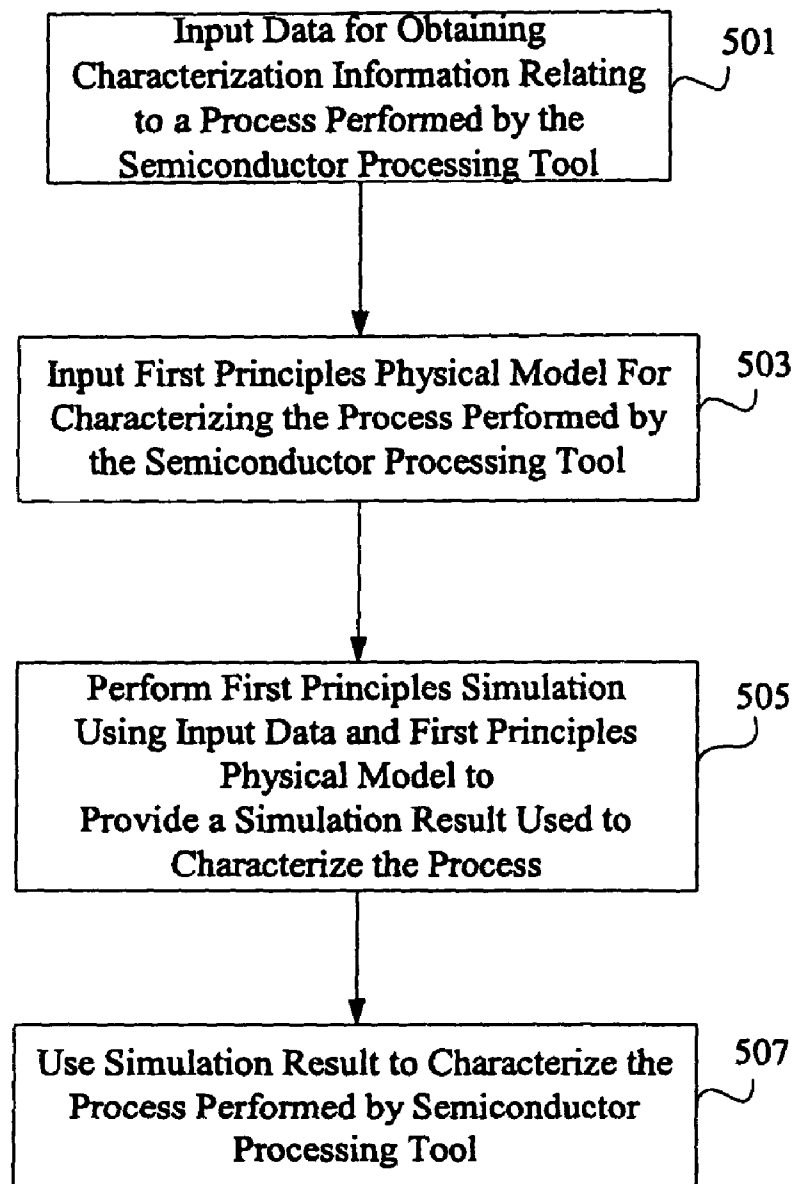 Input Data for Obtaining
Characterization Information Relating
to a Process Performed by the
Semiconductor Processing Tool
501
Input First Principles Physical Model For
Characterizing the Process Performed by
the Semiconductor Processing Tool
503
Perform First Principles Simulation
Using Input Data and First Principles
Physical Model to
Provide a Simulation Result Used to
Characterize the Process
505
Use Simulation Result to Characterize the
Process Performed by Semiconductor
Processing Tool
507